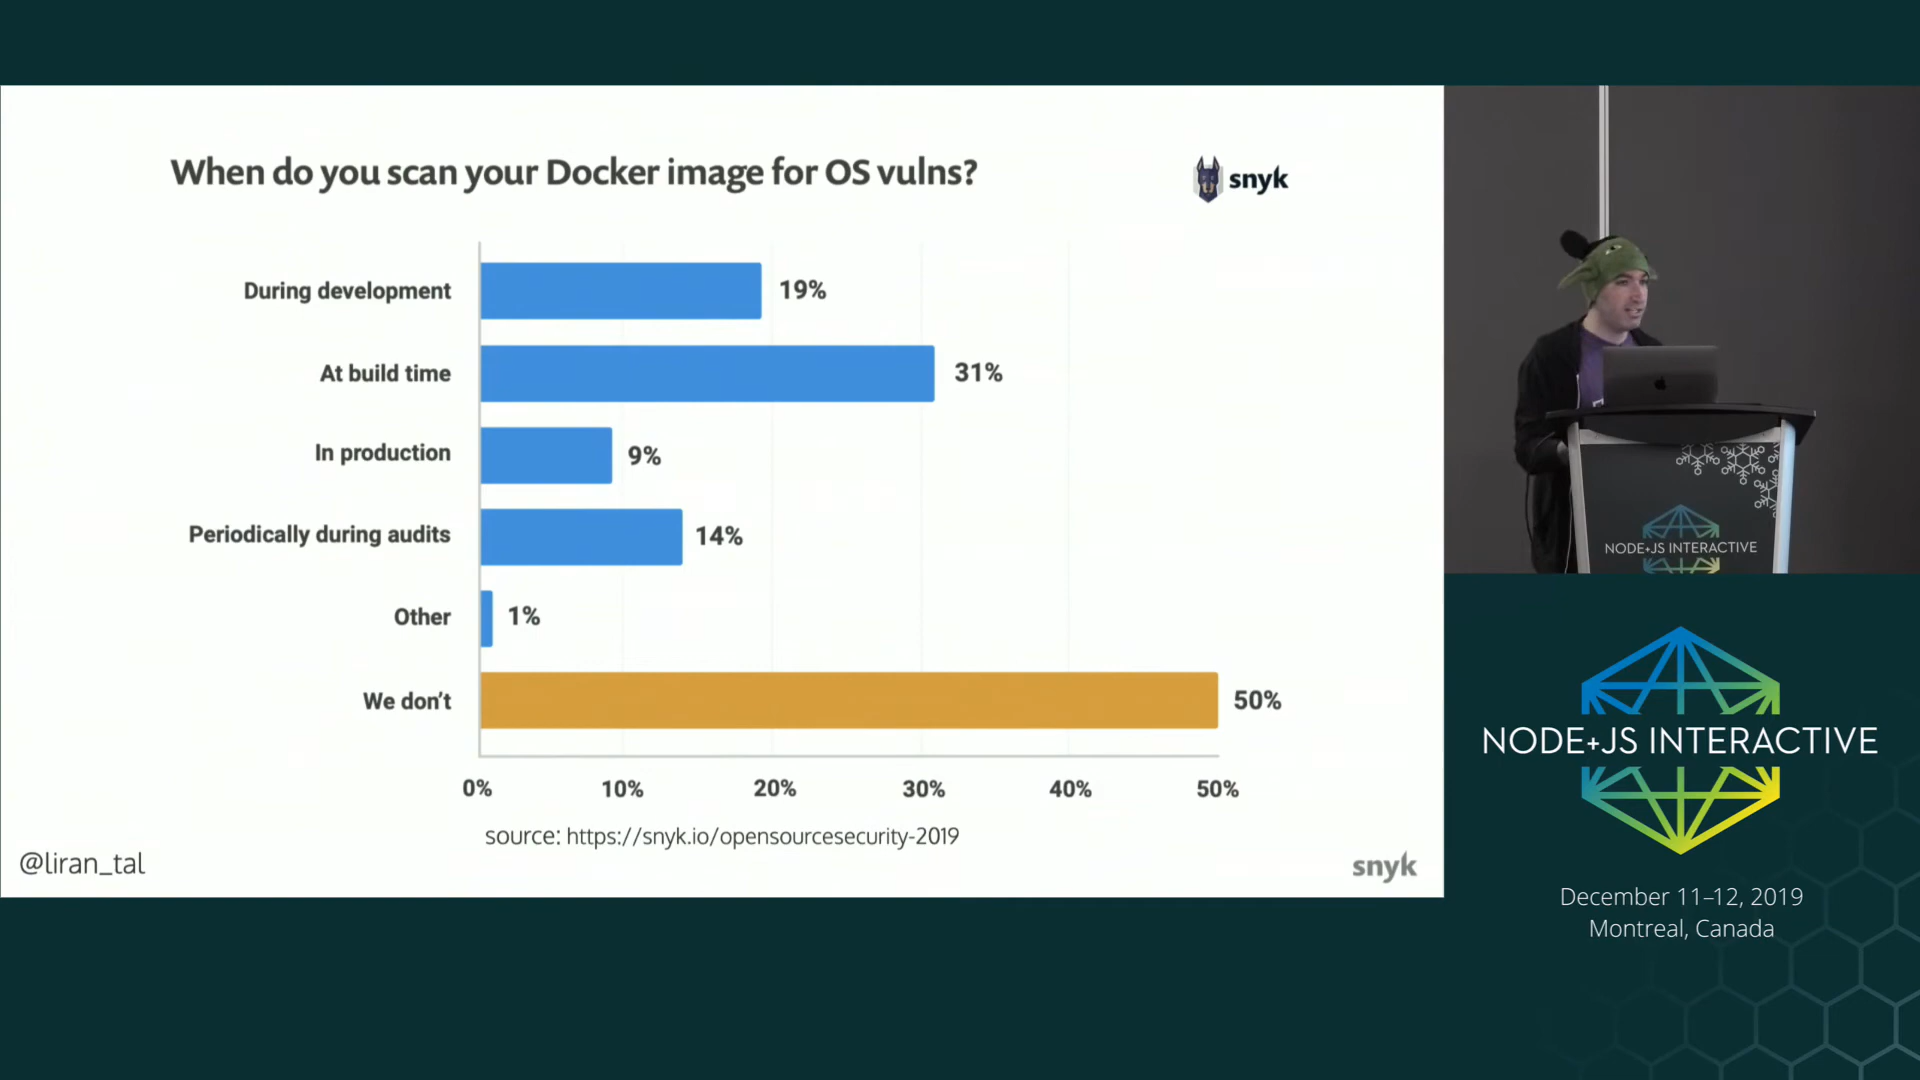 When do you scan your Docker image for OS vulns?
snyk
During development
19%
At build time
31%
In production
9%
Periodically during audits
14%
Other
1%
We don't
50%
0% 10% 20% 30% 40% 50%
source: https://snyk.io/opensourcesecurity-2019
@liran_tal
snyk
NODE+JS INTERACTIVE
NODE+JS INTERACTIVE
December 11–12, 2019
Montreal, Canada